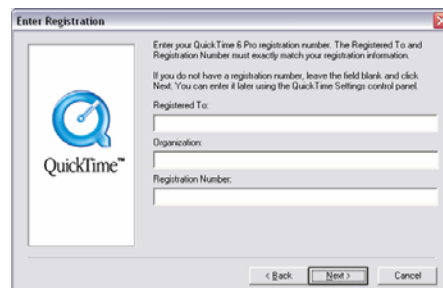 Enter Registration
Enter your QuickTime 6 Pro registration number. The Registered To and
Registration Number must exactly match your registration information.
If you do not have a registration number, leave the field blank and click
Next. You can enter it later using the QuickTime Settings control panel.
Registered To:
Organization:
Registration Number:
QuickTime™
< Back
Next >
Cancel